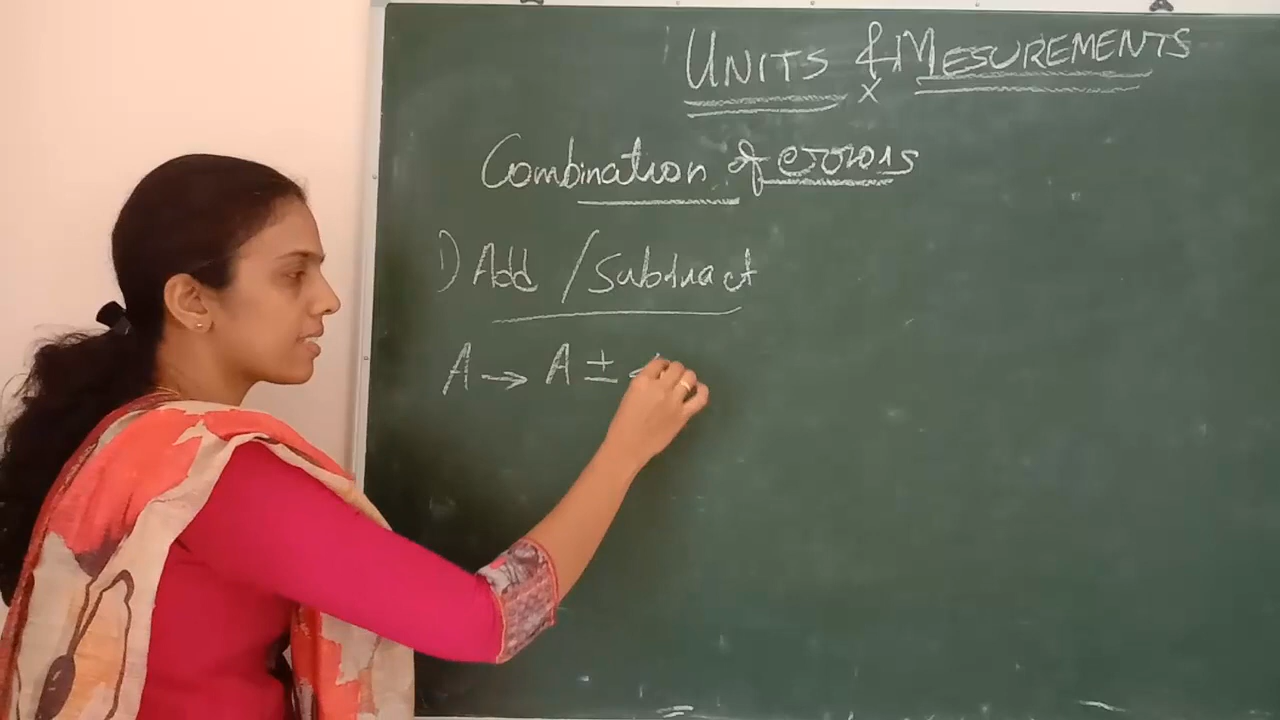 UNITS & MESUREMENTS
x
Combination of errors
1) Add / Subtract
A → A ±